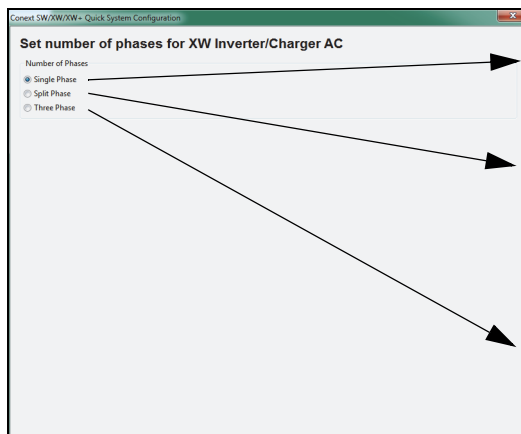 Conext SW/XW/XW+ Quick System Configuration
Set number of phases for XW Inverter/Charger AC
Number of Phases
Single Phase
Split Phase
Three Phase